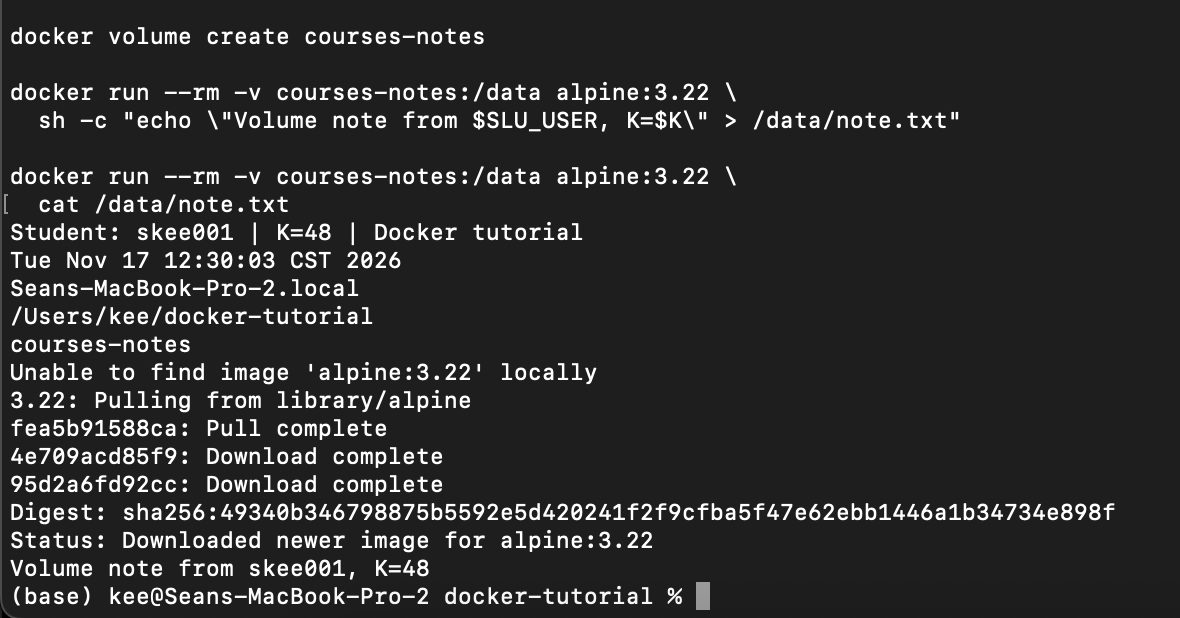 docker volume create courses-notes
docker run --rm -v courses-notes:/data alpine:3.22 \
sh -c "echo \"Volume note from $SLU_USER, K=$K\" > /data/note.txt"
docker run --rm -v courses-notes:/data alpine:3.22 \
[  cat /data/note.txt
Student: skee001 | K=48 | Docker tutorial
Tue Nov 17 12:30:03 CST 2026
Seans-MacBook-Pro-2.local
/Users/kee/docker-tutorial
courses-notes
Unable to find image 'alpine:3.22' locally
3.22: Pulling from library/alpine
fea5b91588ca: Pull complete
4e709acd85f9: Download complete
95d2a6fd92cc: Download complete
Digest: sha256:49340b346798875b5592e5d420241f2f9cfba5f47e62ebb1446a1b34734e898f
Status: Downloaded newer image for alpine:3.22
Volume note from skee001, K=48
(base) kee@Seans-MacBook-Pro-2 docker-tutorial %